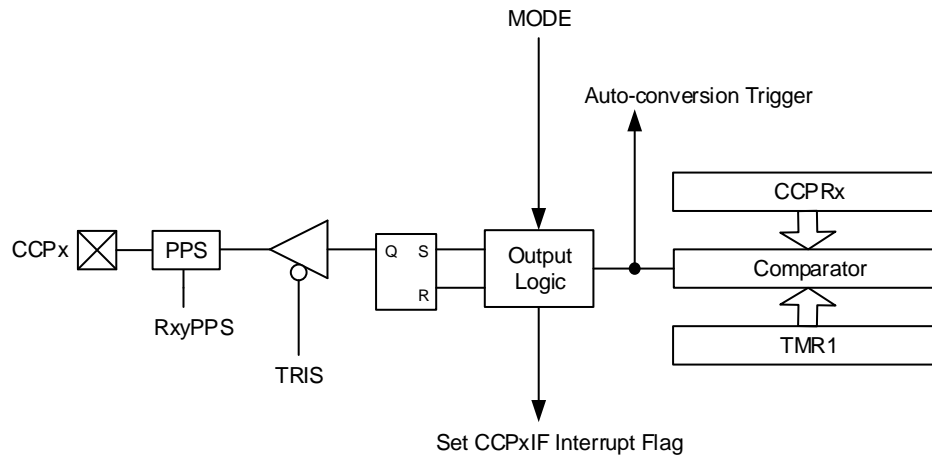 MODE
Auto-conversion Trigger
CCPRx
CCPx
PPS
Q
S
R
Output
Logic
Comparator
RxyPPS
TRIS
TMR1
Set CCPxIF Interrupt Flag